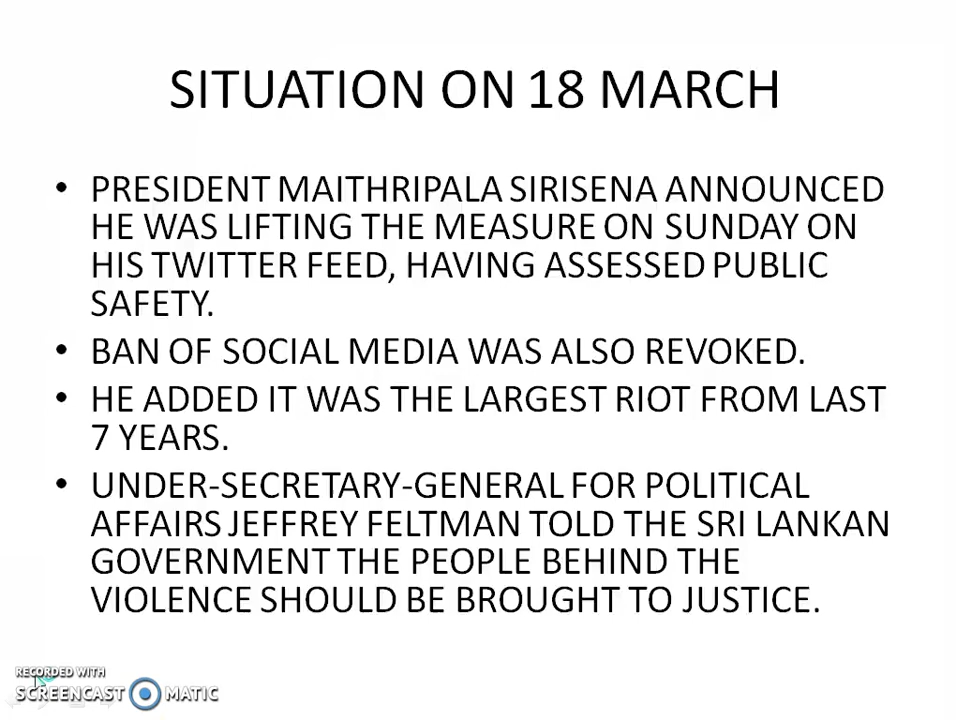 SITUATION ON 18 MARCH
• PRESIDENT MAITHRIPALA SIRISENA ANNOUNCED
HE WAS LIFTING THE MEASURE ON SUNDAY ON
HIS TWITTER FEED, HAVING ASSESSED PUBLIC
SAFETY.
• BAN OF SOCIAL MEDIA WAS ALSO REVOKED.
• HE ADDED IT WAS THE LARGEST RIOT FROM LAST
7 YEARS.
• UNDER-SECRETARY-GENERAL FOR POLITICAL
AFFAIRS JEFFREY FELTMAN TOLD THE SRI LANKAN
GOVERNMENT THE PEOPLE BEHIND THE
VIOLENCE SHOULD BE BROUGHT TO JUSTICE.
RECORDED WITH
SCREENCAST MATIC